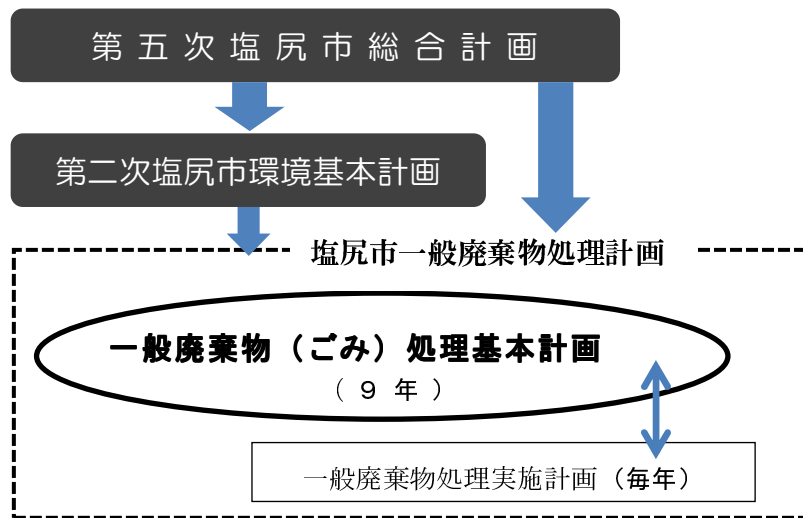 第五次塩尻市総合計画
第二次塩尻市環境基本計画
塩尻市一般廃棄物処理計画
一般廃棄物（ごみ）処理基本計画
（９年）
一般廃棄物処理実施計画（毎年）